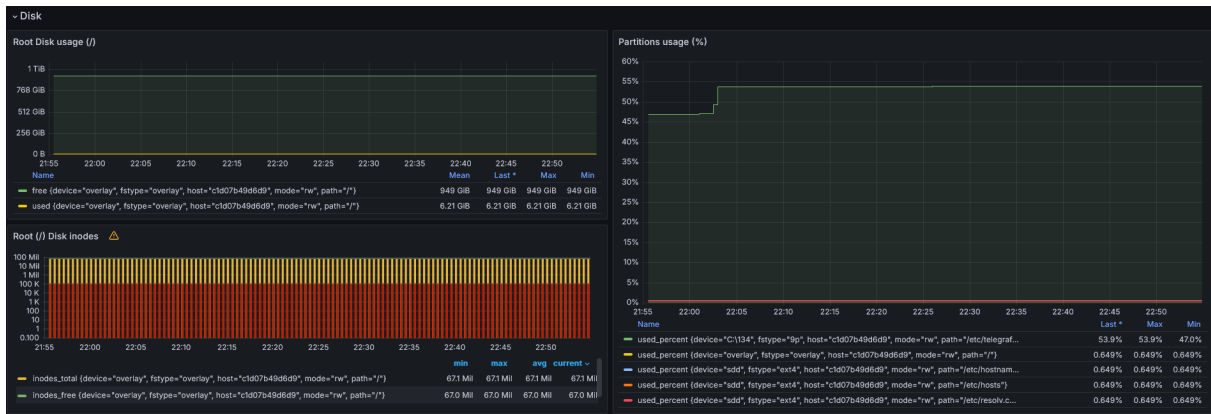 Disk
Root Disk usage (/)
1 TiB
768 GiB
512 GiB
256 GiB
0 B
21:55 22:00 22:05 22:10 22:15 22:20 22:25 22:30 22:35 22:40 22:45 22:50
Name Mean Last * Max Min
free {device="overlay", fstype="overlay", host="c1d07b49d6d9", mode="rw", path="/"} 949 GiB 949 GiB 949 GiB 949 GiB
used {device="overlay", fstype="overlay", host="c1d07b49d6d9", mode="rw", path="/"} 6.21 GiB 6.21 GiB 6.21 GiB 6.21 GiB
Root (/) Disk inodes
100 Mil
10 Mil
1 Mil
100 K
10 K
1 K
100
10
1
0.100
21:55 22:00 22:05 22:10 22:15 22:20 22:25 22:30 22:35 22:40 22:45 22:50
min max avg current
inodes_total {device="overlay", fstype="overlay", host="c1d07b49d6d9", mode="rw", path="/"} 67.1 Mil 67.1 Mil 67.1 Mil 67.1 Mil
inodes_free {device="overlay", fstype="overlay", host="c1d07b49d6d9", mode="rw", path="/"} 67.0 Mil 67.0 Mil 67.0 Mil 67.0 Mil
Partitions usage (%)
60%
55%
50%
45%
40%
35%
30%
25%
20%
15%
10%
5%
0%
21:55 22:00 22:05 22:10 22:15 22:20 22:25 22:30 22:35 22:40 22:45 22:50
Name Last * Max Min
used_percent {device="C:\134", fstype="9p", host="c1d07b49d6d9", mode="rw", path="/etc/telegraf... 53.9% 53.9% 47.0%
used_percent {device="overlay", fstype="overlay", host="c1d07b49d6d9", mode="rw", path="/"} 0.649% 0.649% 0.649%
used_percent {device="sdd", fstype="ext4", host="c1d07b49d6d9", mode="rw", path="/etc/hostnam... 0.649% 0.649% 0.649%
used_percent {device="sdd", fstype="ext4", host="c1d07b49d6d9", mode="rw", path="/etc/hosts"} 0.649% 0.649% 0.649%
used_percent {device="sdd", fstype="ext4", host="c1d07b49d6d9", mode="rw", path="/etc/resolv.c... 0.649% 0.649% 0.649%